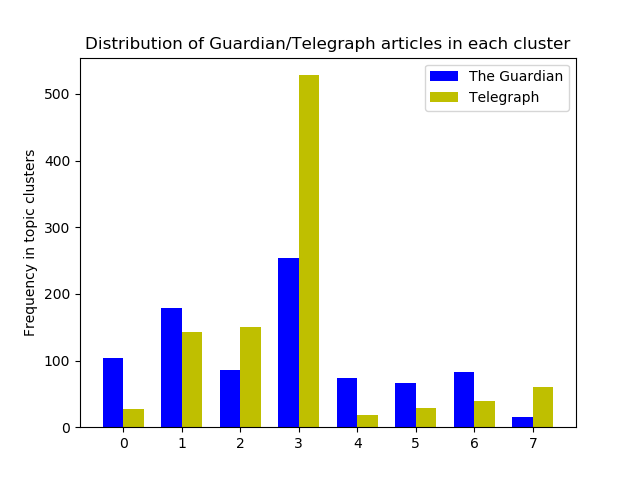 Distribution of Guardian/Telegraph articles in each cluster
The Guardian
Telegraph
Frequency in topic clusters
500
400
300
200
100
0
0 1 2 3 4 5 6 7